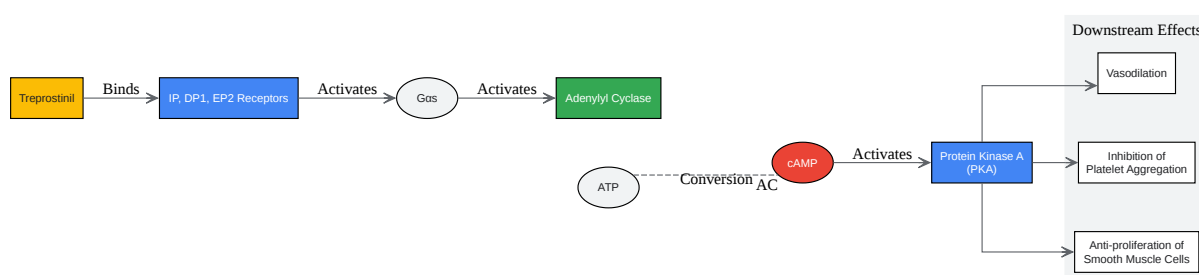 Downstream Effects
Vasodilation
Treprostinil
Binds
IP, DP1, EP2 Receptors
Activates
Gαs
Activates
Adenylyl Cyclase
ATP
Conversion
AC
cAMP
Activates
Protein Kinase A
(PKA)
Inhibition of
Platelet Aggregation
Anti-proliferation of
Smooth Muscle Cells